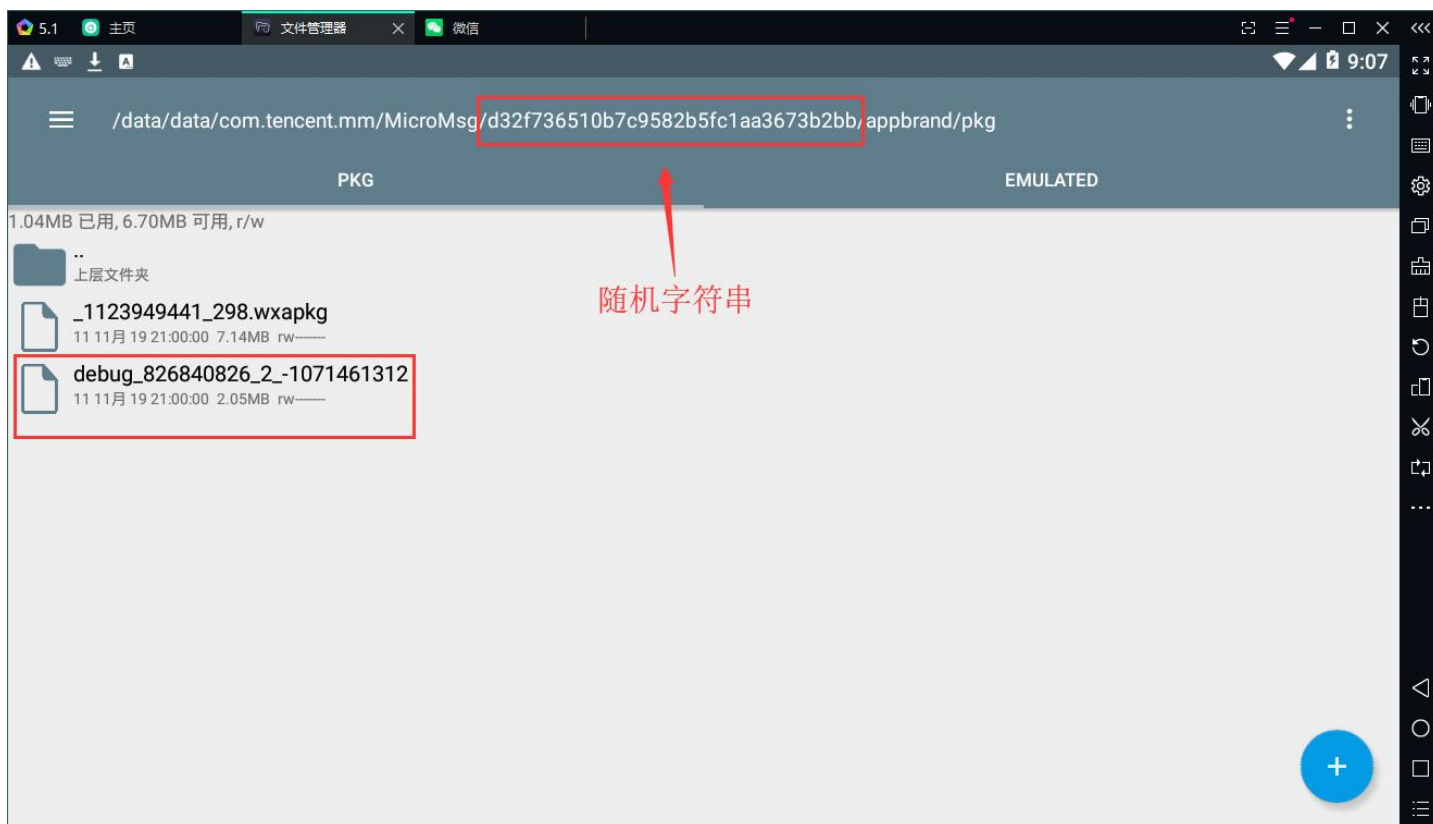 5.1 主页 文件管理器 微信
A 9:07
/data/data/com.tencent.mm/MicroMsg/d32f736510b7c9582b5fc1aa3673b2bb/appbrand/pkg
PKG EMULATED
1.04MB 已用, 6.70MB 可用, r/w
..
上层文件夹
随机字符串
_1123949441_298.wxapkg
11 11月 19 21:00:00 7.14MB rw-------
debug_826840826_2_-1071461312
11 11月 19 21:00:00 2.05MB rw-------